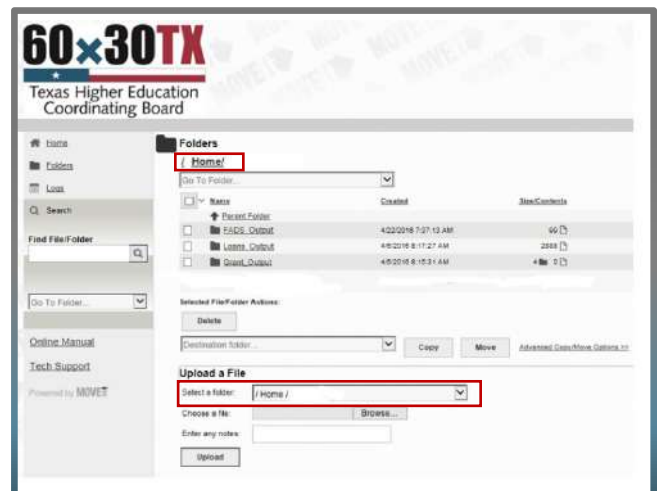 60x30TX
Texas Higher Education
Coordinating Board
Home
Folders
Logs
Search
Find File/Folder
Go To Folder...
Online Manual
Tech Support
Powered by MOVEit
Folders
/ Home/
Go To Folder...
Name Created Size/Contents
Parent Folder
FADS_Output 4/22/2016 7:37:13 AM
Loans_Output 4/6/2016 8:17:27 AM
Grant_Output 4/6/2016 8:15:31 AM 4 0
Selected File/Folder Actions:
Delete
Destination folder...
Copy Move Advanced Copy/Move Options >>
Upload a File
Select a folder: / Home /
Choose a file: Browse...
Enter any notes:
Upload